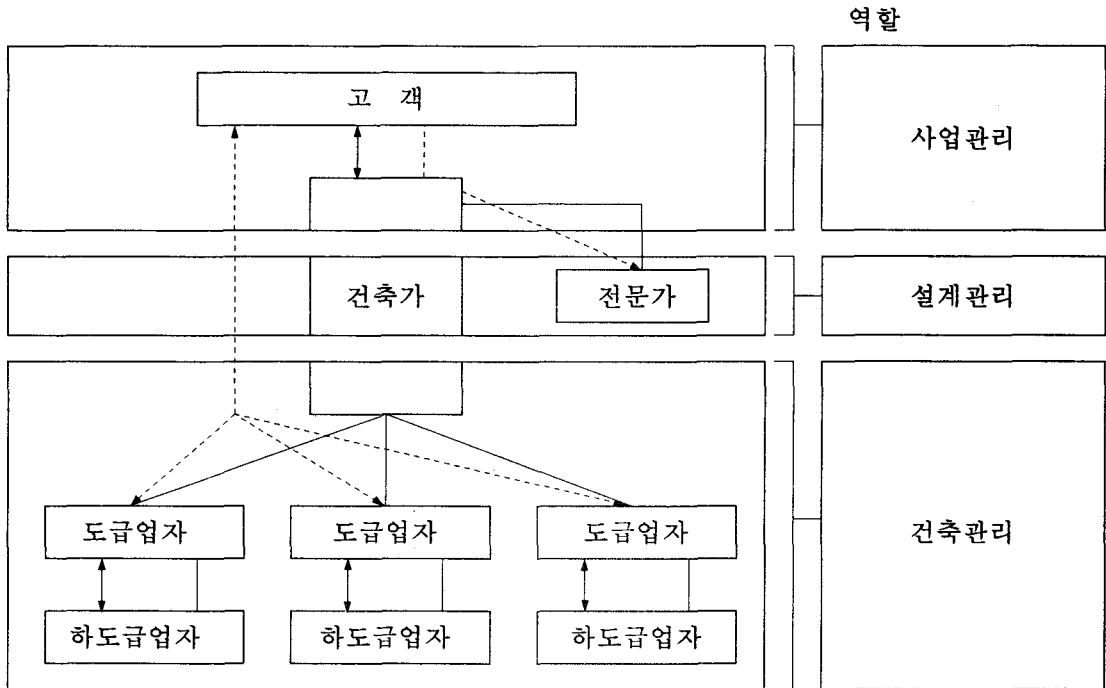 역할
고 객
사업관리
건축가
전문가
설계관리
도급업자
도급업자
도급업자
건축관리
하도급업자
하도급업자
하도급업자